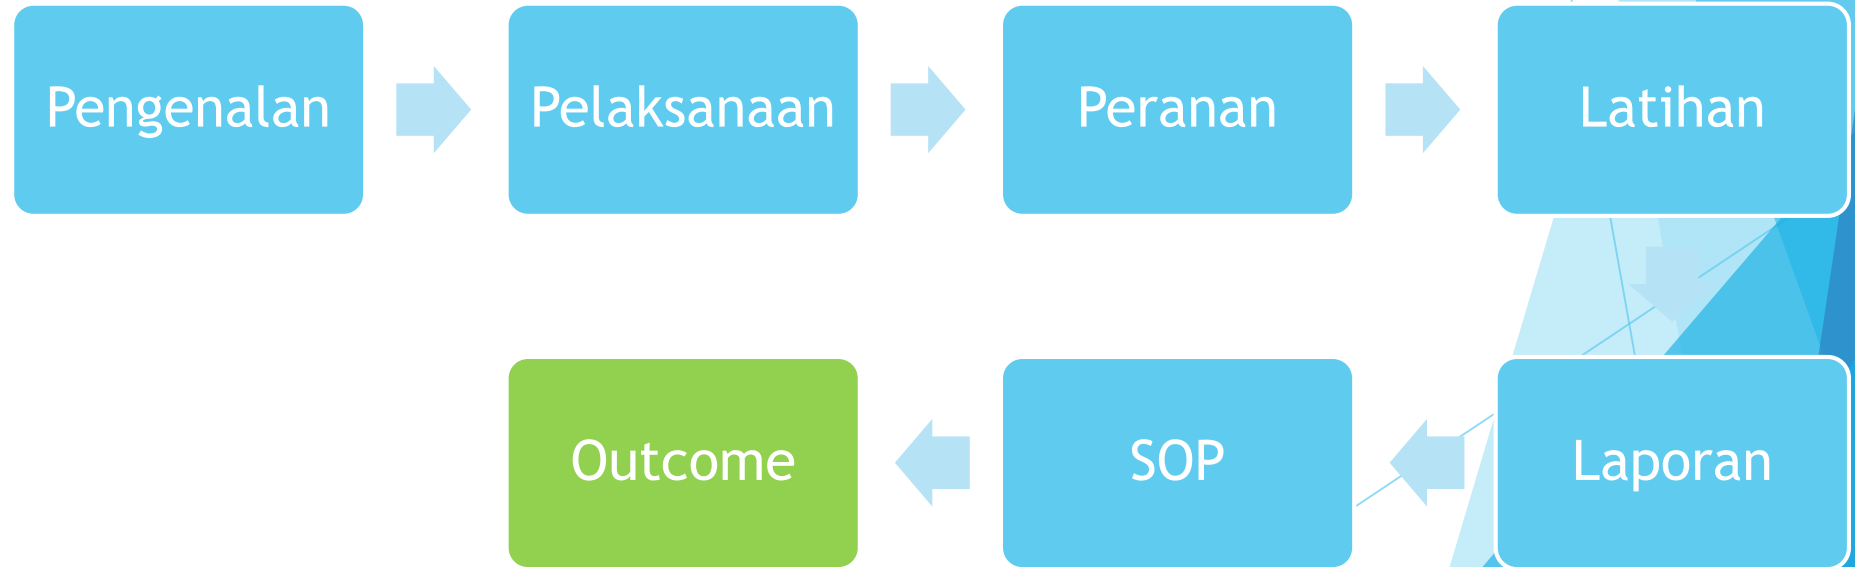 Pengenalan
Pelaksanaan
Peranan
Latihan
Laporan
SOP
Outcome